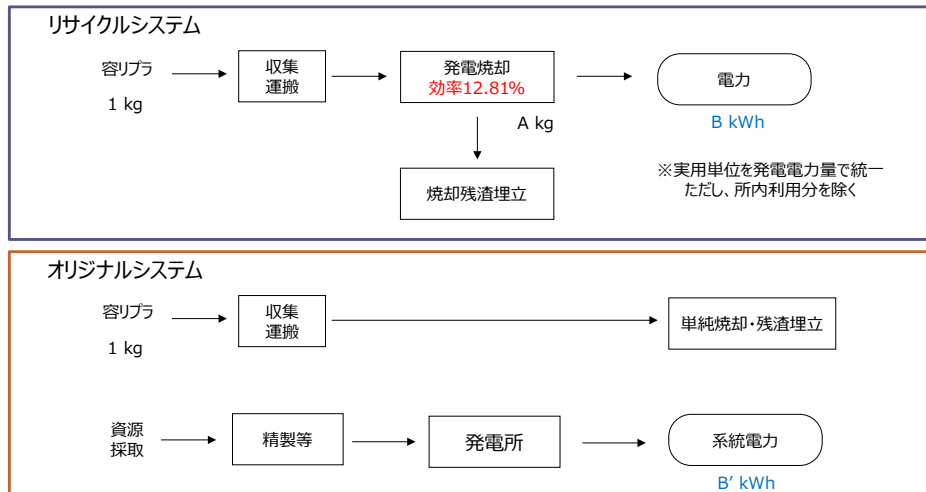 リサイクルシステム
容リプラ
1 kg
収集
運搬
発電焼却
効率12.81%
電力
B kWh
A kg
焼却残渣埋立
※実用単位を発電電力量で統一
ただし、所内利用分を除く
オリジナルシステム
容リプラ
1 kg
収集
運搬
単純焼却・残渣埋立
資源
採取
精製等
発電所
系統電力
B’ kWh